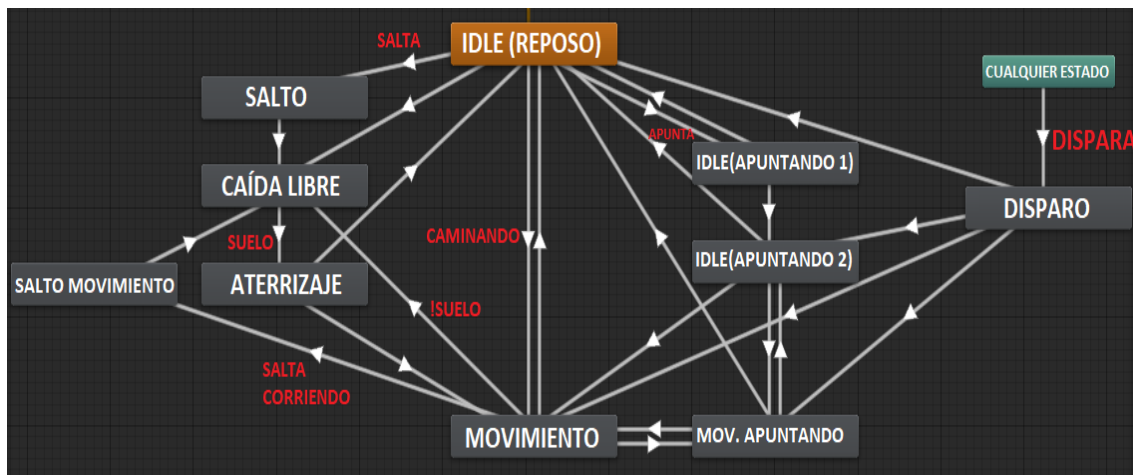 SALTA
IDLE (REPOSO)
CUALQUIER ESTADO
SALTO
APUNTA
DISPARA
IDLE(APUNTANDO 1)
CAÍDA LIBRE
DISPARO
SUELO
CAMINANDO
IDLE(APUNTANDO 2)
SALTO MOVIMIENTO
ATERRIZAJE
!SUELO
SALTA
CORRIENDO
MOVIMIENTO
MOV. APUNTANDO